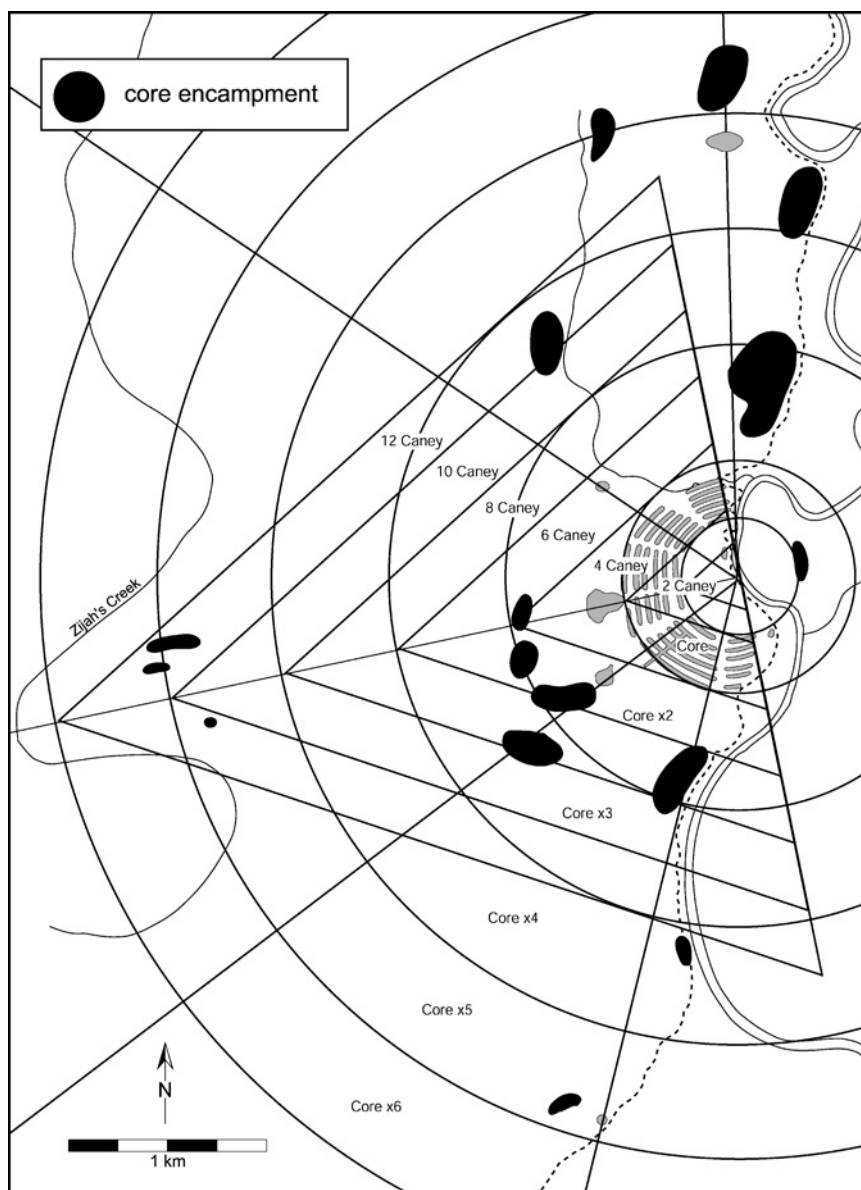 core encampment
12 Caney
10 Caney
8 Caney
6 Caney
4 Caney
2 Caney
Zijah's Creek
Core
Core x2
Core x3
Core x4
Core x5
Core x6
N
1 km